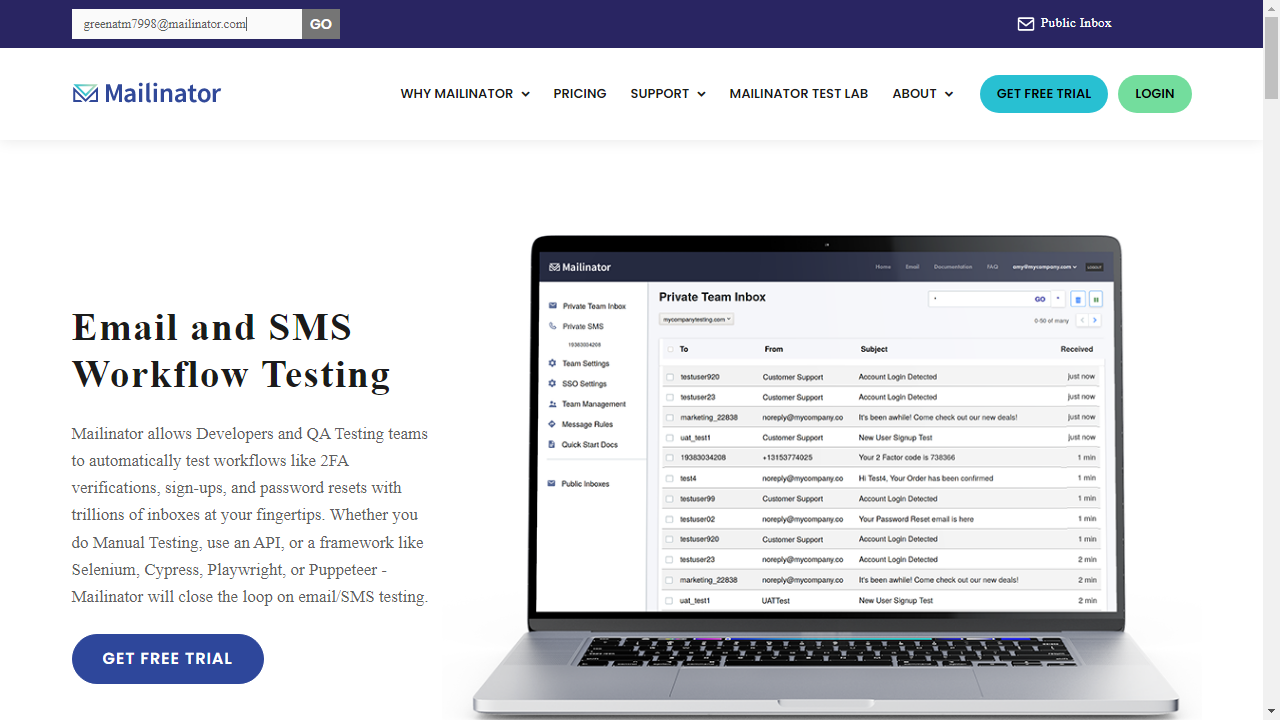 greenatm7998@mailinator.com GO
Public Inbox
Mailinator
WHY MAILINATOR PRICING SUPPORT MAILINATOR TEST LAB ABOUT GET FREE TRIAL LOGIN
Email and SMS
Workflow Testing
Mailinator allows Developers and QA Testing teams
to automatically test workflows like 2FA
verifications, sign-ups, and password resets with
trillions of inboxes at your fingertips. Whether you
do Manual Testing, use an API, or a framework like
Selenium, Cypress, Playwright, or Puppeteer -
Mailinator will close the loop on email/SMS testing.
GET FREE TRIAL
Mailinator
Home Email Documentation FAQ amy@mycompany.com LOGOUT
Private Team Inbox
Private SMS
19383034208
Team Settings
SSO Settings
Team Management
Message Rules
Quick Start Docs
Public Inboxes
Private Team Inbox
* GO
mycompanytesting.com
0-50 of many
To From Subject Received
testuser920 Customer Support Account Login Detected just now
testuser23 Customer Support Account Login Detected just now
marketing_22838 noreply@mycompany.co It's been awhile! Come check out our new deals! just now
uat_test1 Customer Support New User Signup Test just now
19383034208 +13153774025 Your 2 Factor code is 738366 1 min
test4 noreply@mycompany.co Hi Test4, Your Order has been confirmed 1 min
testuser99 Customer Support Account Login Detected 1 min
testuser02 noreply@mycompany.co Your Password Reset email is here 1 min
testuser920 Customer Support Account Login Detected 1 min
testuser23 Customer Support Account Login Detected 2 min
marketing_22838 noreply@mycompany.co It's been awhile! Come check out our new deals! 2 min
uat_test1 UATTest New User Signup Test 2 min